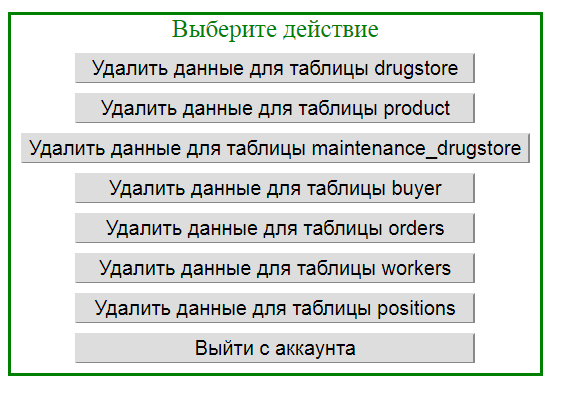 Выберите действие
Удалить данные для таблицы drugstore
Удалить данные для таблицы product
Удалить данные для таблицы maintenance_drugstore
Удалить данные для таблицы buyer
Удалить данные для таблицы orders
Удалить данные для таблицы workers
Удалить данные для таблицы positions
Выйти с аккаунта